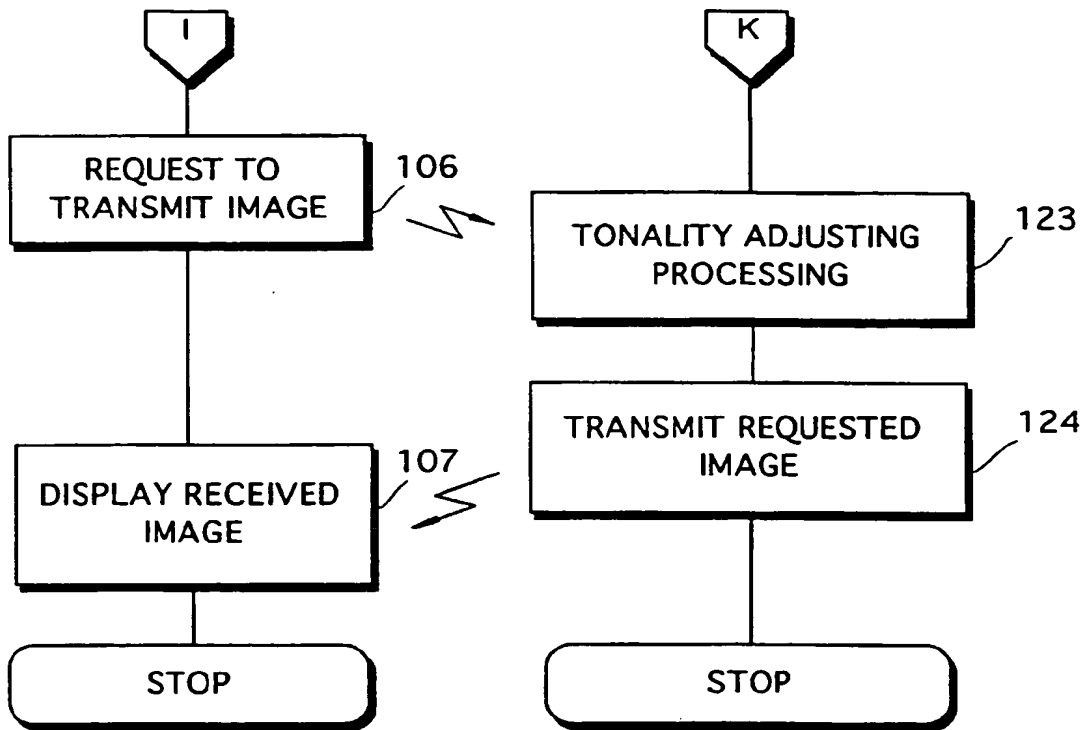 I
REQUEST TO
TRANSMIT IMAGE
106
DISPLAY RECEIVED
IMAGE
107
STOP
K
TONALITY ADJUSTING
PROCESSING
123
TRANSMIT REQUESTED
IMAGE
124
STOP